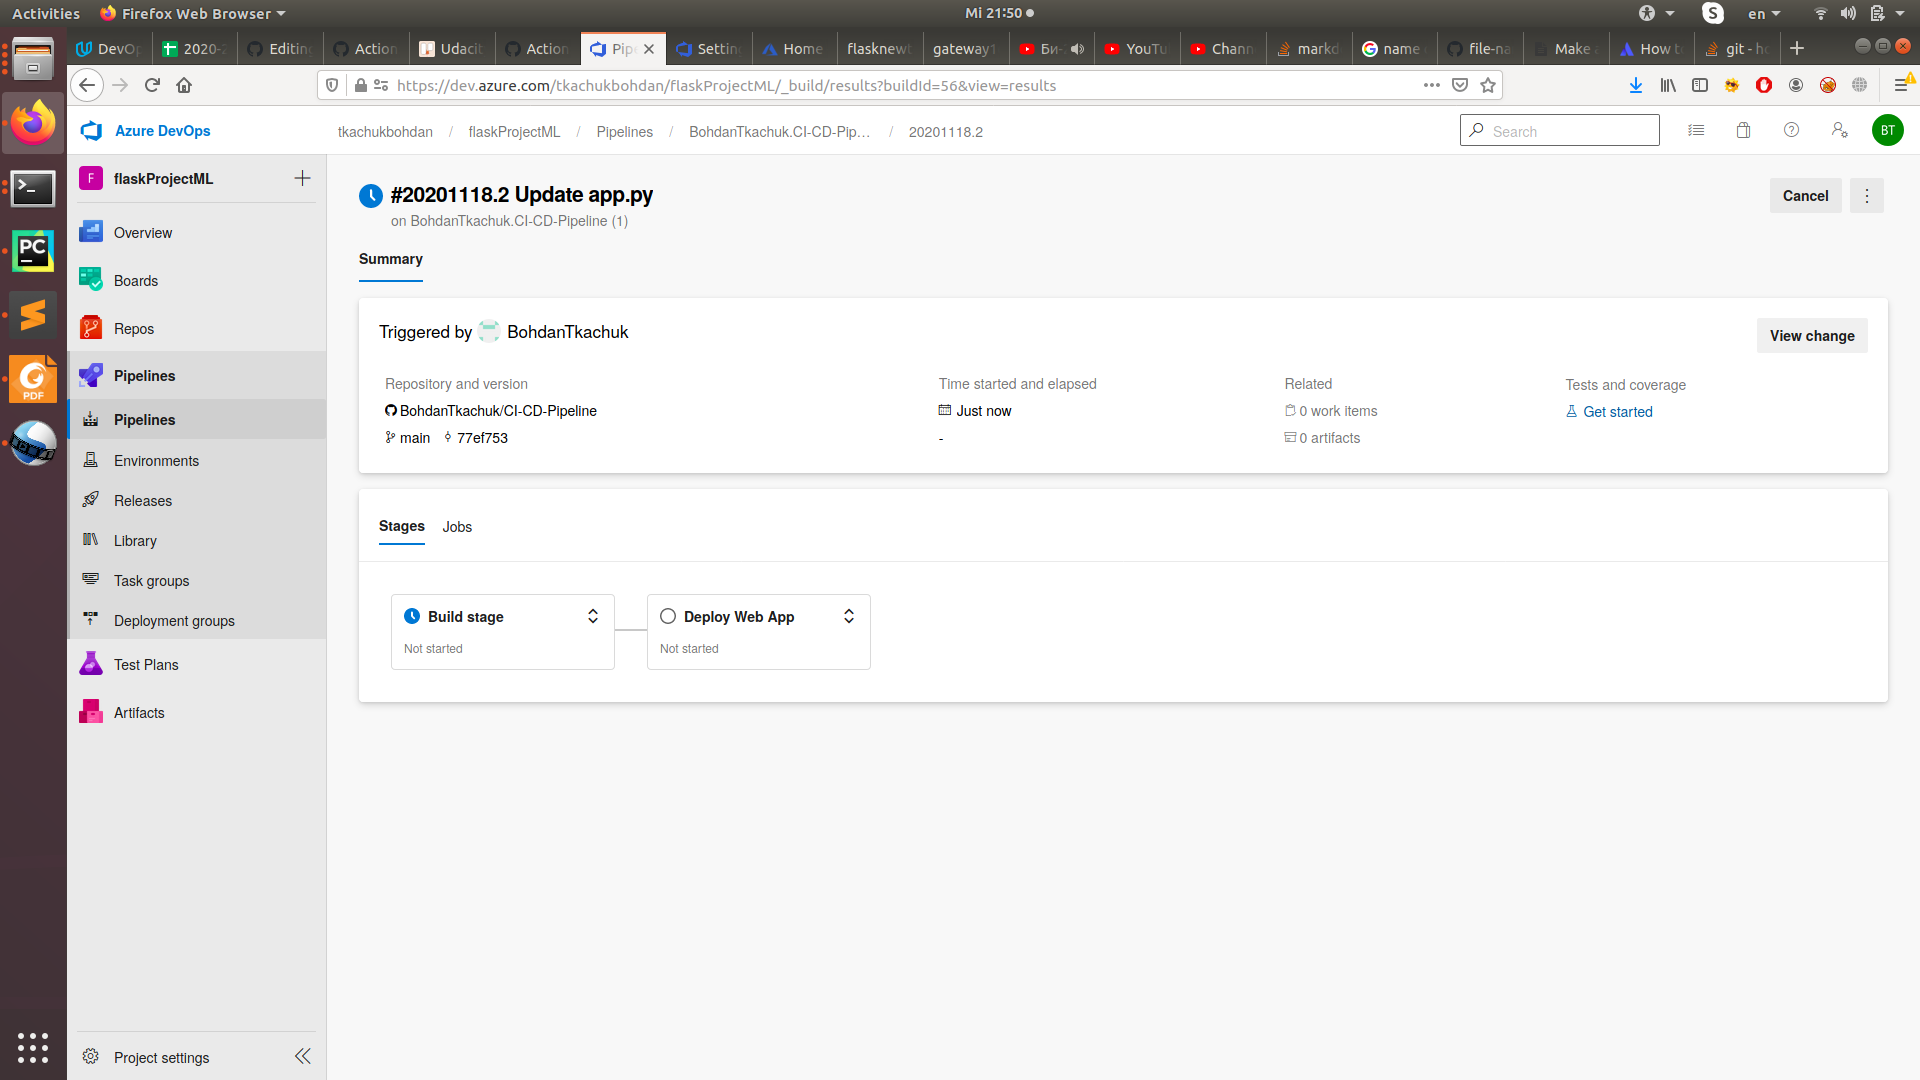 Activities Firefox Web Browser Mi 21:50 en
DevO 2020- Editin Action Udacit Action Pipe Settin Home flasknewt gateway1 Би- YouTu Chann markd name file-na Make How t git - h
https://dev.azure.com/tkachukbohdan/flaskProjectML/_build/results?buildId=56&view=results
Azure DevOps tkachukbohdan / flaskProjectML / Pipelines / BohdanTkachuk.CI-CD-Pip... / 20201118.2 Search BT
F flaskProjectML
Overview
Boards
Repos
Pipelines
Pipelines
Environments
Releases
Library
Task groups
Deployment groups
Test Plans
Artifacts
Project settings
#20201118.2 Update app.py
on BohdanTkachuk.CI-CD-Pipeline (1)
Cancel
Summary
Triggered by BohdanTkachuk
View change
Repository and version
BohdanTkachuk/CI-CD-Pipeline
main 77ef753
Time started and elapsed
Just now
-
Related
0 work items
0 artifacts
Tests and coverage
Get started
Stages Jobs
Build stage
Not started
Deploy Web App
Not started
PC
PDF
S